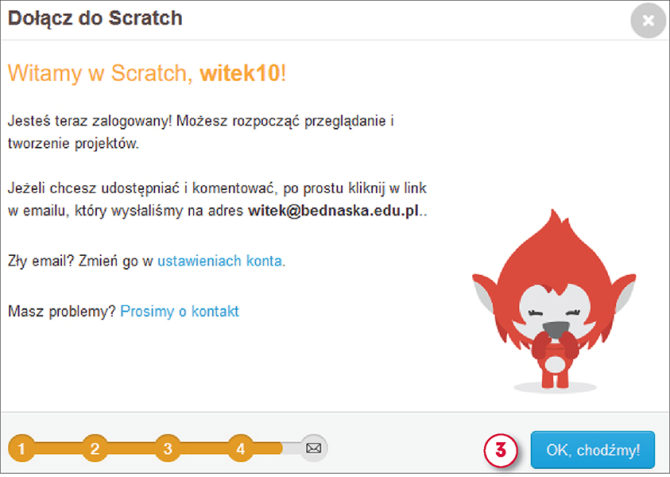 Dołącz do Scratch
Witamy w Scratch, witek10!
Jesteś teraz zalogowany! Możesz rozpocząć przeglądanie i
tworzenie projektów.
Jeżeli chcesz udostępniać i komentować, po prostu kliknij w link
w emailu, który wysłaliśmy na adres witek@bednaska.edu.pl..
Zły email? Zmień go w ustawieniach konta.
Masz problemy? Prosimy o kontakt
1 2 3 4
3 OK, chodźmy!